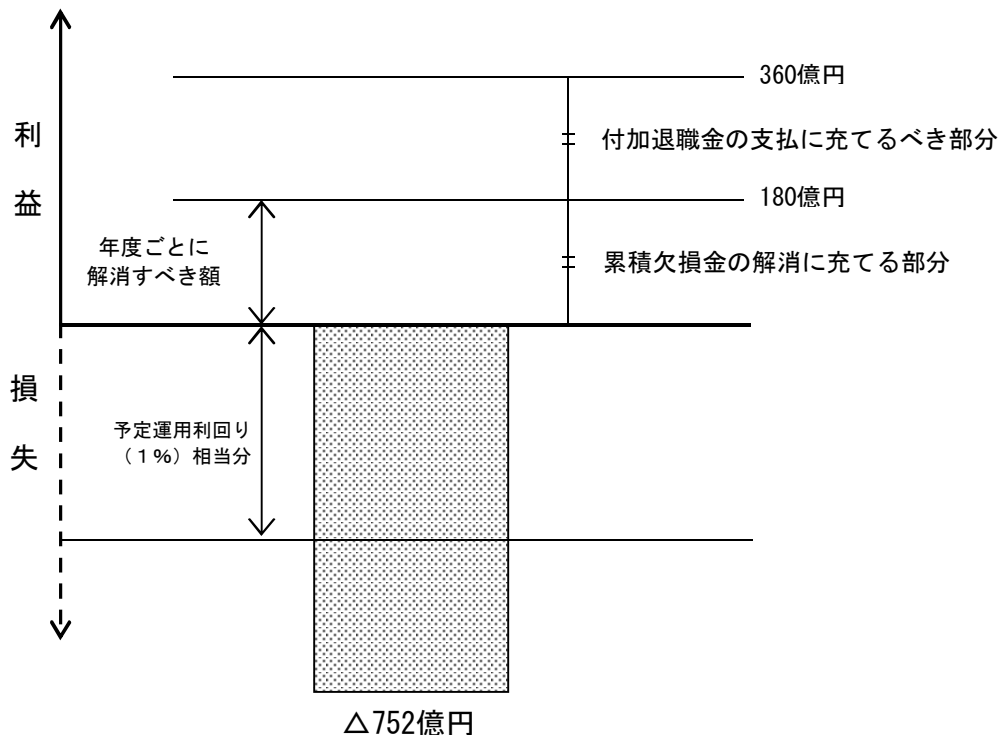 360億円
利益
付加退職金の支払に充てるべき部分
180億円
年度ごとに
解消すべき額
累積欠損金の解消に充てる部分
損失
予定運用利回り
（１％）相当分
△752億円